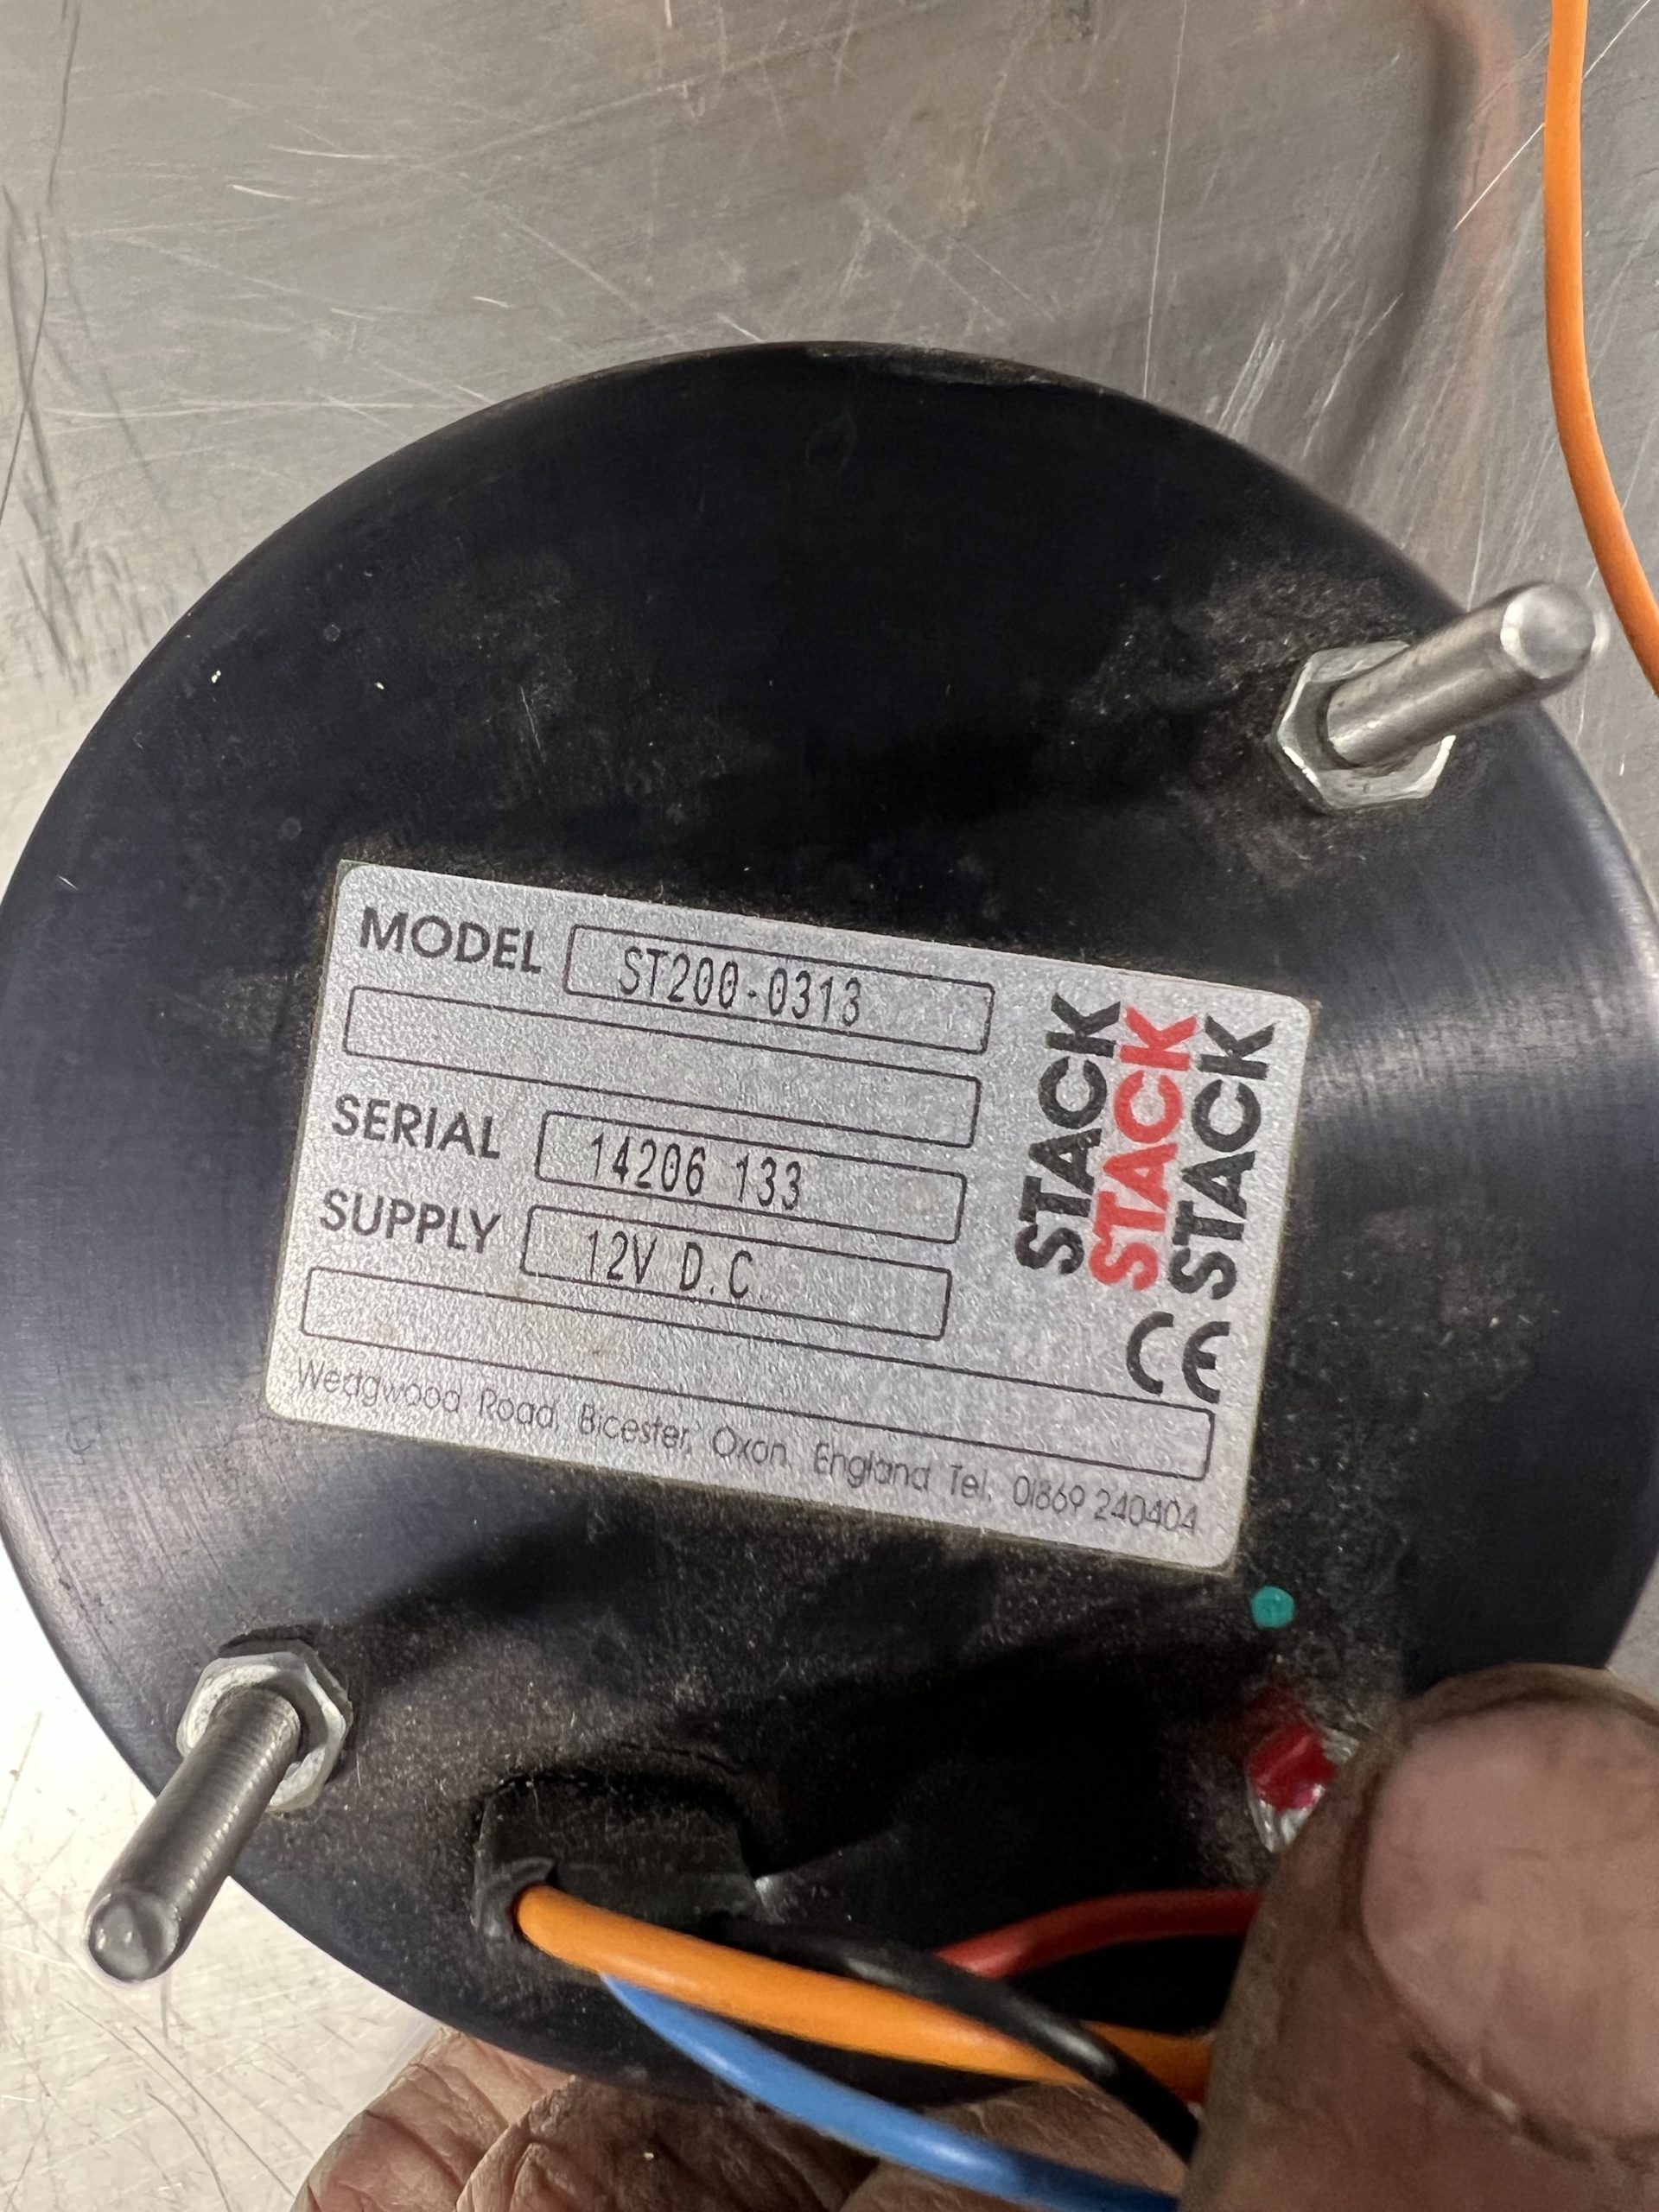 MODEL ST200-0313
SERIAL 14206 133
SUPPLY 12V D.C
STACK
STACK
STACK
CE
Wedgwood Road, Bicester, Oxon. England Tel: 01869 240404